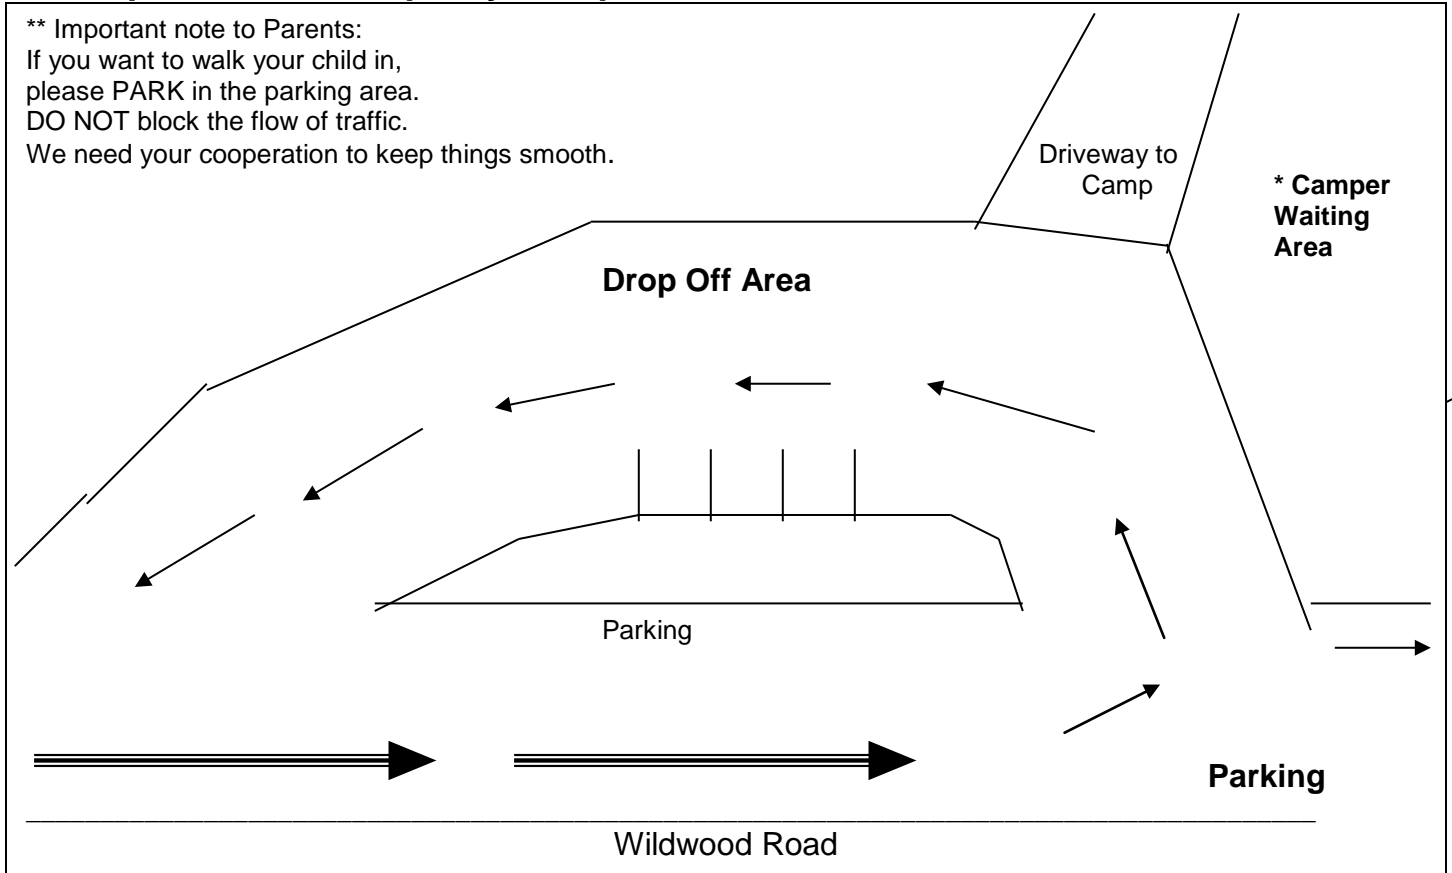 ** Important note to Parents:
If you want to walk your child in,
please PARK in the parking area.
DO NOT block the flow of traffic.
We need your cooperation to keep things smooth.
Driveway to
Camp
* Camper
Waiting
Area
Drop Off Area
Parking
Parking
Wildwood Road